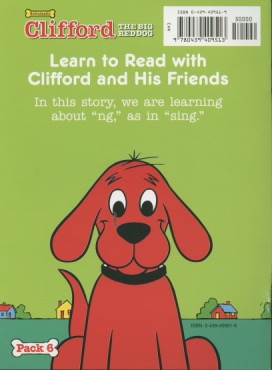 Clifford
THE BIG
RED DOG
Learn to Read with
Clifford and His Friends
In this story, we are learning
about "ng," as in "sing."
Pack 6